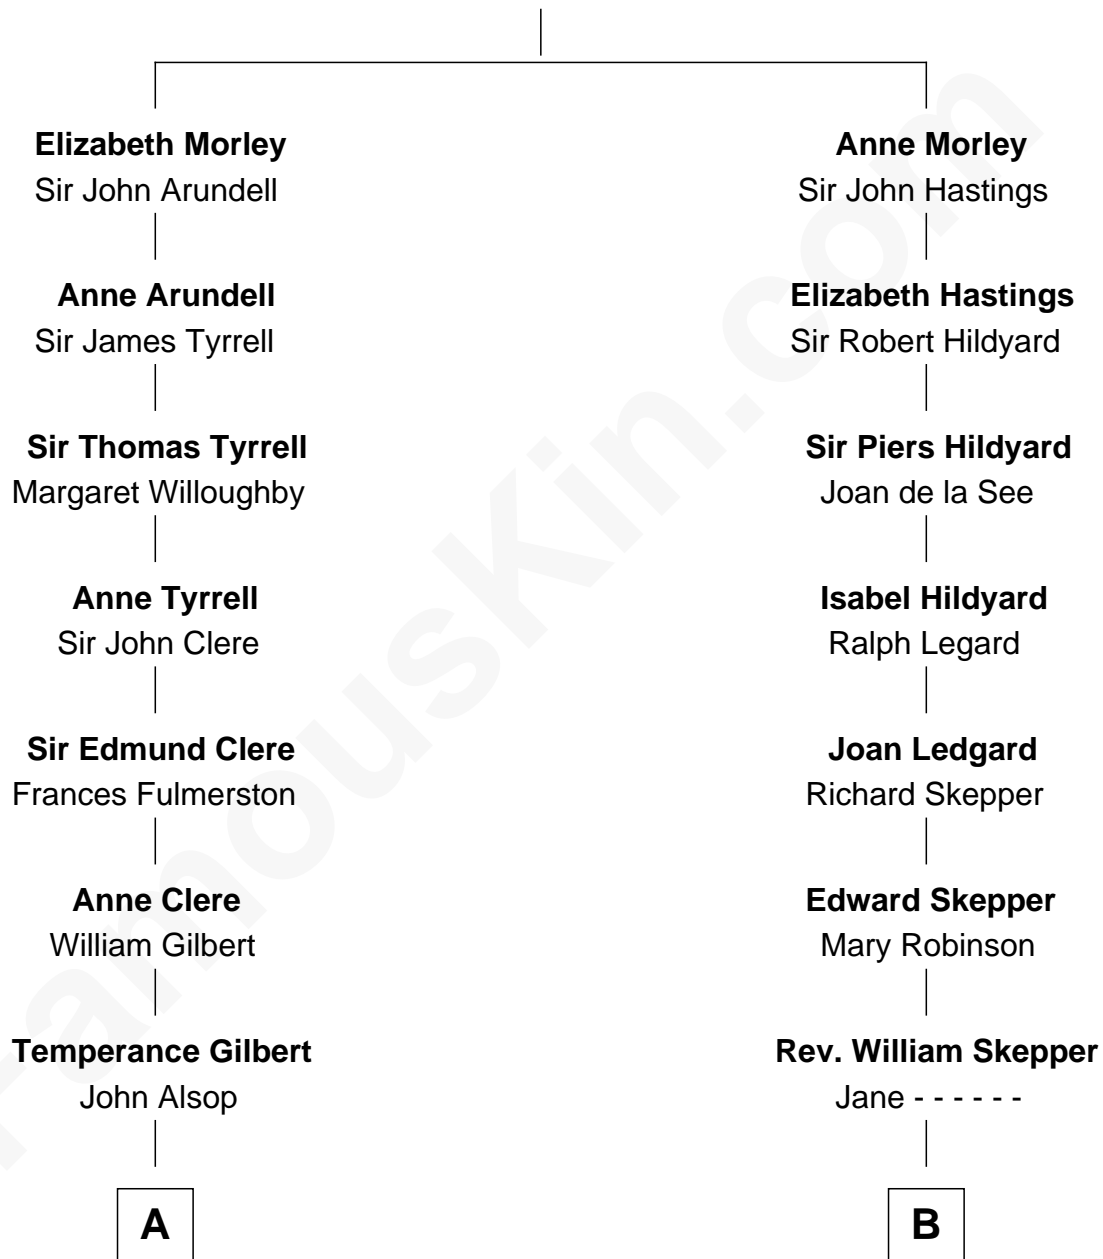 Elizabeth Morley
Sir John Arundell
Anne Arundell
Sir James Tyrrell
Sir Thomas Tyrrell
Margaret Willoughby
Anne Tyrrell
Sir John Clere
Sir Edmund Clere
Frances Fulmerston
Anne Clere
William Gilbert
Temperance Gilbert
John Alsop
A
Anne Morley
Sir John Hastings
Elizabeth Hastings
Sir Robert Hildyard
Sir Piers Hildyard
Joan de la See
Isabel Hildyard
Ralph Legard
Joan Ledgard
Richard Skepper
Edward Skepper
Mary Robinson
Rev. William Skepper
Jane - - - - - -
B
FamousKin.com